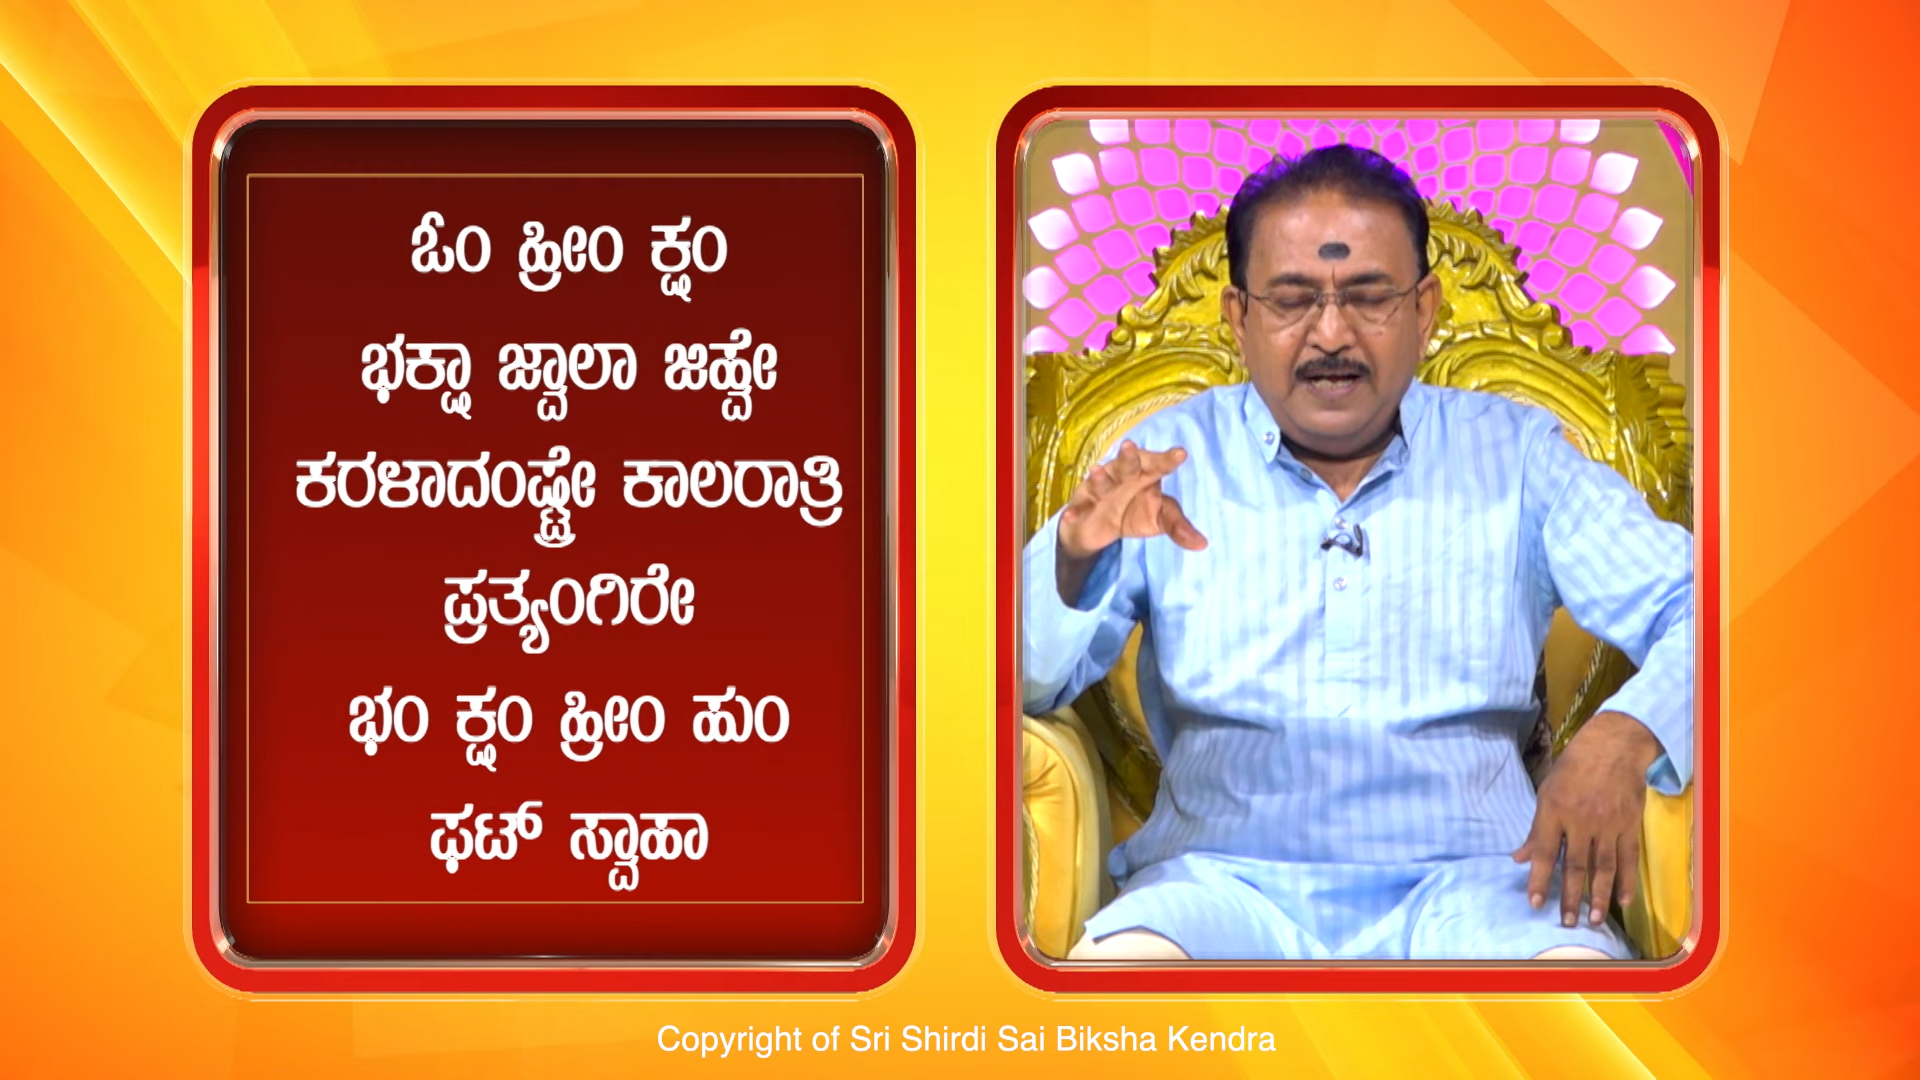 ಓಂ ಹ್ರೀಂ ಕ್ಷಂ
ಭಕ್ಷಾ ಜ್ವಾಲಾ ಜಿಹ್ವೇ
ಕರಳಾದಂಷ್ಟ್ರೇ ಕಾಲರಾತ್ರಿ
ಪ್ರತ್ಯಂಗಿರೇ
ಭಂ ಕ್ಷಂ ಹ್ರೀಂ ಹುಂ
ಫಟ್ ಸ್ವಾಹಾ
Copyright of Sri Shirdi Sai Biksha Kendra